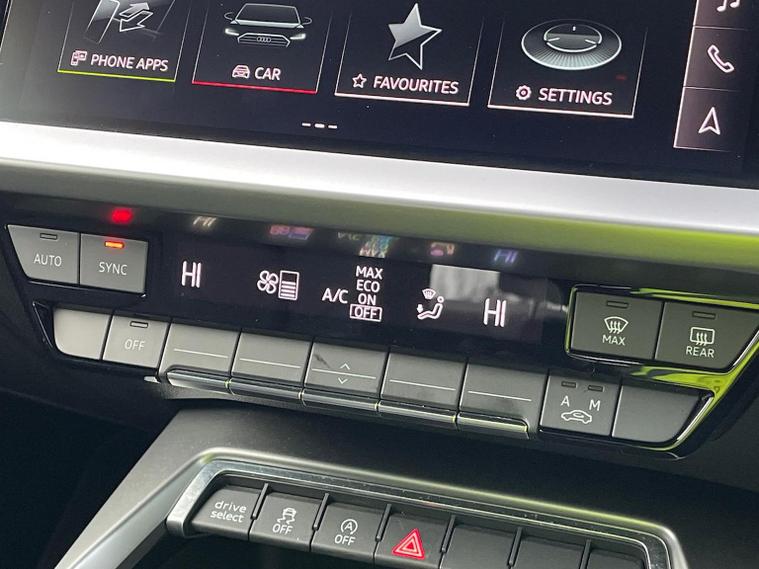 PHONE APPS
CAR
FAVOURITES
SETTINGS
AUTO
SYNC
HI
A/C
MAX
ECO
ON
OFF
HI
MAX
REAR
OFF
A M
drive
select
OFF
A
OFF